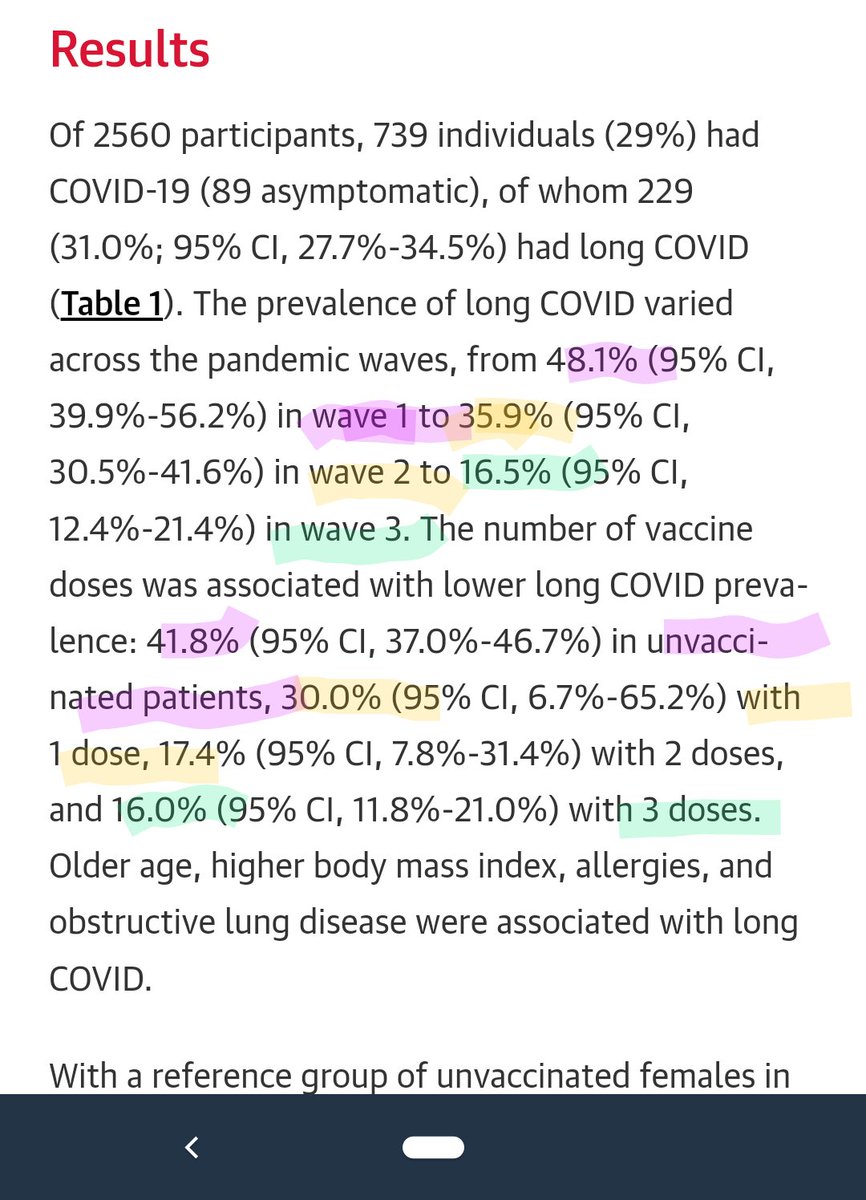 Results
Of 2560 participants, 739 individuals (29%) had
COVID-19 (89 asymptomatic), of whom 229
(31.0%; 95% CI, 27.7%-34.5%) had long COVID
(Table 1). The prevalence of long COVID varied
across the pandemic waves, from 48.1% (95% CI,
39.9%-56.2%) in wave 1 to 35.9% (95% CI,
30.5%-41.6%) in wave 2 to 16.5% (95% CI,
12.4%-21.4%) in wave 3. The number of vaccine
doses was associated with lower long COVID preva-
lence: 41.8% (95% CI, 37.0%-46.7%) in unvacci-
nated patients, 30.0% (95% CI, 6.7%-65.2%) with
1 dose, 17.4% (95% CI, 7.8%-31.4%) with 2 doses,
and 16.0% (95% CI, 11.8%-21.0%) with 3 doses.
Older age, higher body mass index, allergies, and
obstructive lung disease were associated with long
COVID.
With a reference group of unvaccinated females in